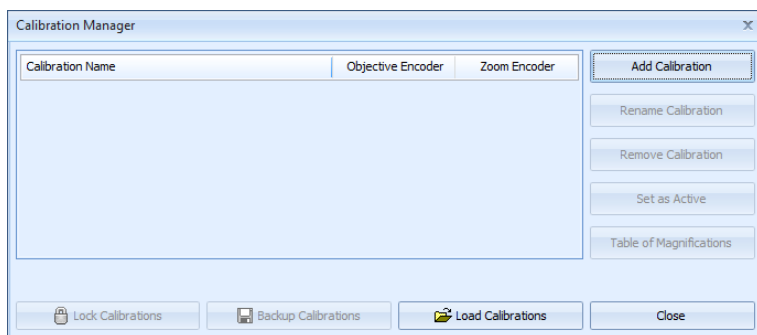 Calibration Manager
Calibration Name Objective Encoder Zoom Encoder
Add Calibration
Rename Calibration
Remove Calibration
Set as Active
Table of Magnifications
Lock Calibrations Backup Calibrations Load Calibrations Close